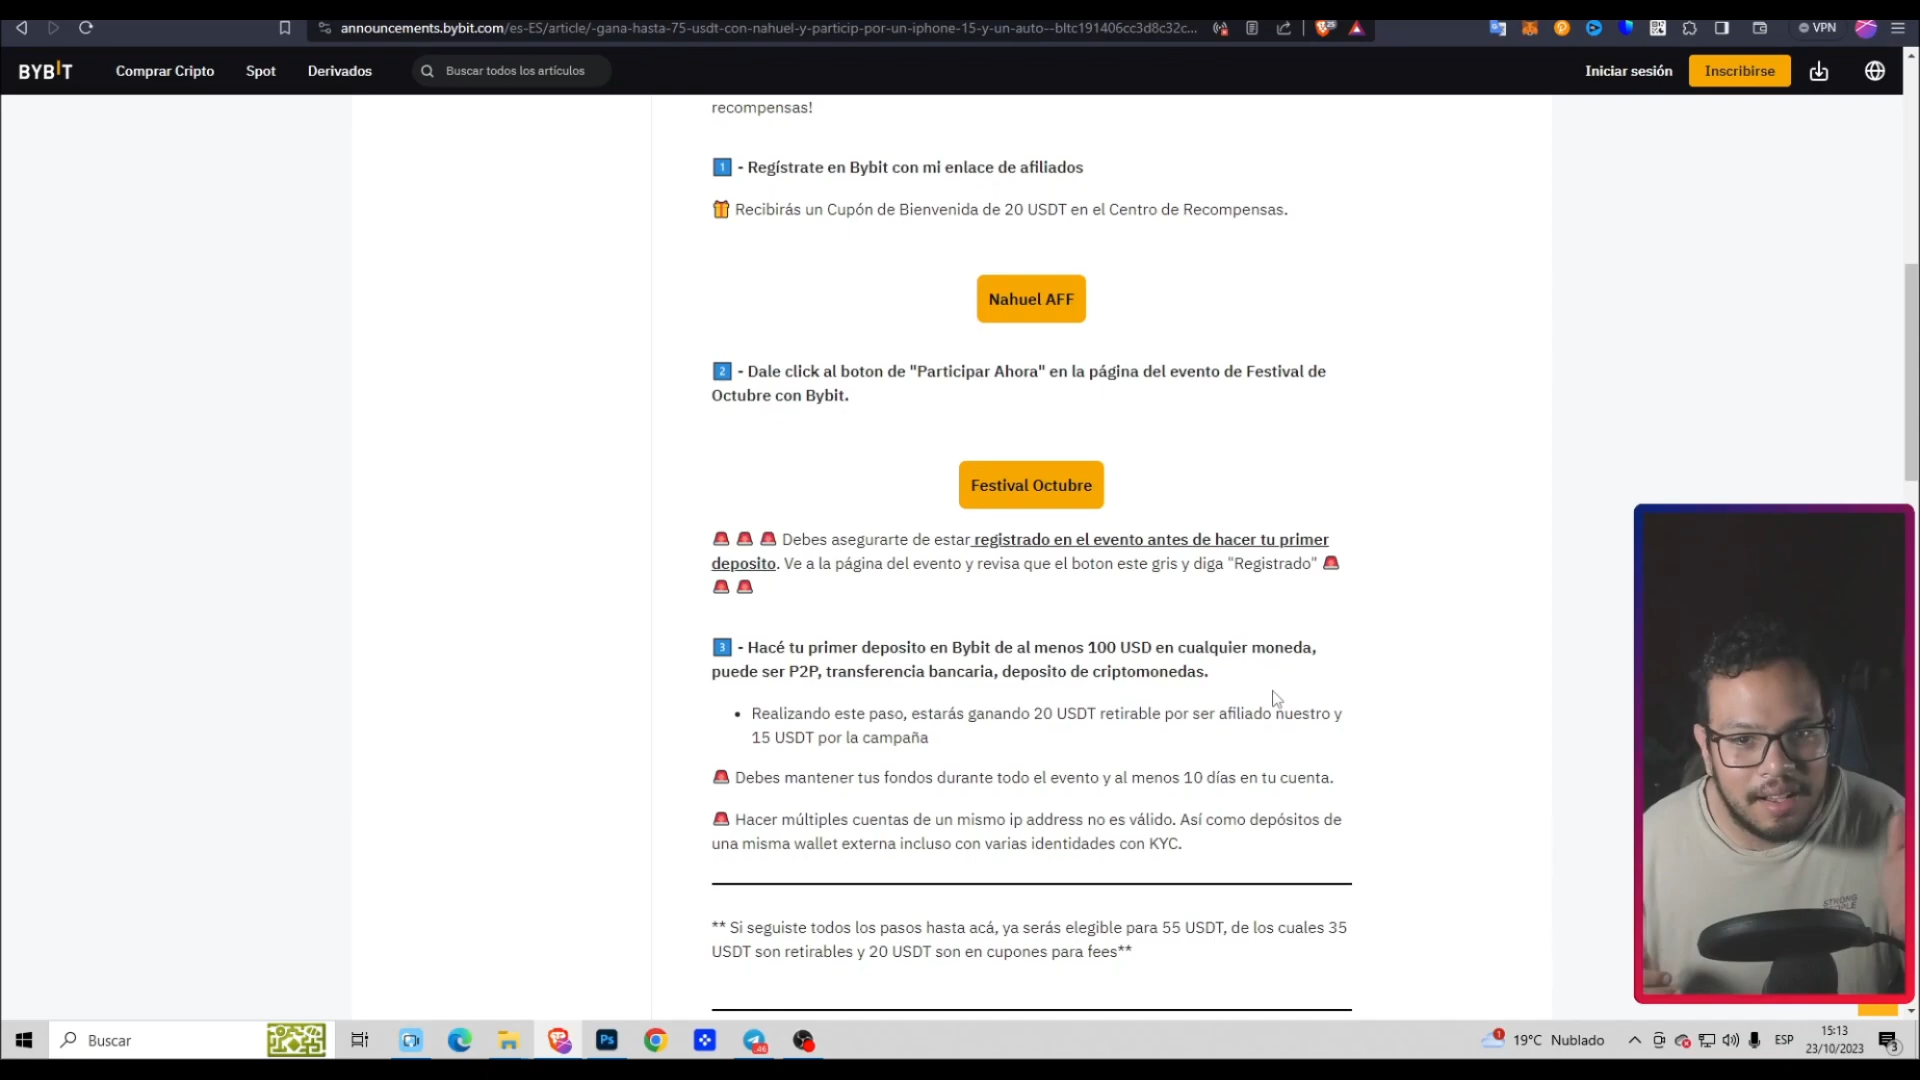 announcements.bybit.com/es-ES/article/-gana-hasta-75-usdt-con-nahuel-y-particip-por-un-iphone-15-y-un-auto--bltc191406cc3d8c32c...
VPN
BYBIT
Comprar Cripto
Spot
Derivados
Buscar todos los artículos
Iniciar sesión
Inscribirse
recompensas!
1 - Regístrate en Bybit con mi enlace de afiliados
Recibirás un Cupón de Bienvenida de 20 USDT en el Centro de Recompensas.
Nahuel AFF
2 - Dale click al boton de "Participar Ahora" en la página del evento de Festival de
Octubre con Bybit.
Festival Octubre
Debes asegurarte de estar registrado en el evento antes de hacer tu primer
deposito. Ve a la página del evento y revisa que el boton este gris y diga "Registrado"
3 - Hacé tu primer deposito en Bybit de al menos 100 USD en cualquier moneda,
puede ser P2P, transferencia bancaria, deposito de criptomonedas.
• Realizando este paso, estarás ganando 20 USDT retirable por ser afiliado nuestro y
15 USDT por la campaña
Debes mantener tus fondos durante todo el evento y al menos 10 días en tu cuenta.
Hacer múltiples cuentas de un mismo ip address no es válido. Así como depósitos de
una misma wallet externa incluso con varias identidades con KYC.
** Si seguiste todos los pasos hasta acá, ya serás elegible para 55 USDT, de los cuales 35
USDT son retirables y 20 USDT son en cupones para fees**
STRONG
PEOPLE
Buscar
Ps
19°C Nublado
ESP
15:13
23/10/2023
3